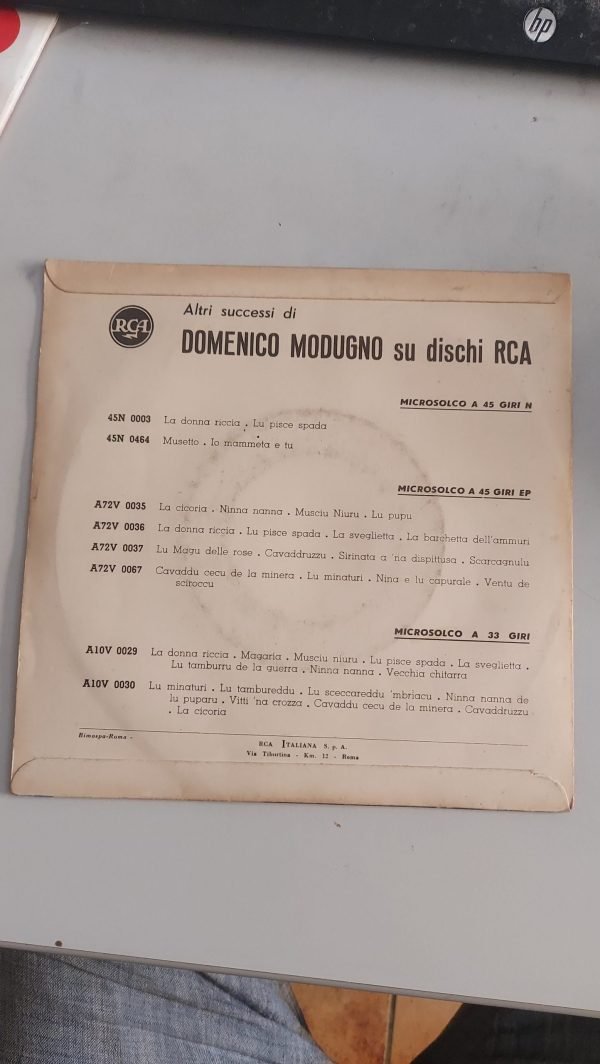 hp
RCA
Altri successi di
DOMENICO MODUGNO su dischi RCA
MICROSOLCO A 45 GIRI N
45N 0003 La donna riccia . Lu pisce spada
45N 0464 Musetto . Io mammeta e tu
MICROSOLCO A 45 GIRI EP
A72V 0035 La cicoria . Ninna nanna . Musciu Niuru . Lu pupu
A72V 0036 La donna riccia . Lu pisce spada . La sveglietta . La barchetta dell'ammuri
A72V 0037 Lu Magu delle rose . Cavaddruzzu . Sirinata a 'na dispittusa . Scarcagnulu
A72V 0067 Cavaddu cecu de la minera . Lu minaturi . Nina e lu capurale . Ventu de
sciroccu
MICROSOLCO A 33 GIRI
A10V 0029 La donna riccia . Magaria . Musciu niuru . Lu pisce spada . La sveglietta .
Lu tamburru de la guerra . Ninna nanna . Vecchia chitarra
A10V 0030 Lu minaturi . Lu tambureddu . Lu sceccareddu 'mbriacu . Ninna nanna de
lu puparu . Vitti 'na crozza . Cavaddu cecu de la minera . Cavaddruzzu
. La cicoria
Rimospa-Roma -
RCA ITALIANA S. p. A.
Via Tiburtina - Km. 12 - Roma